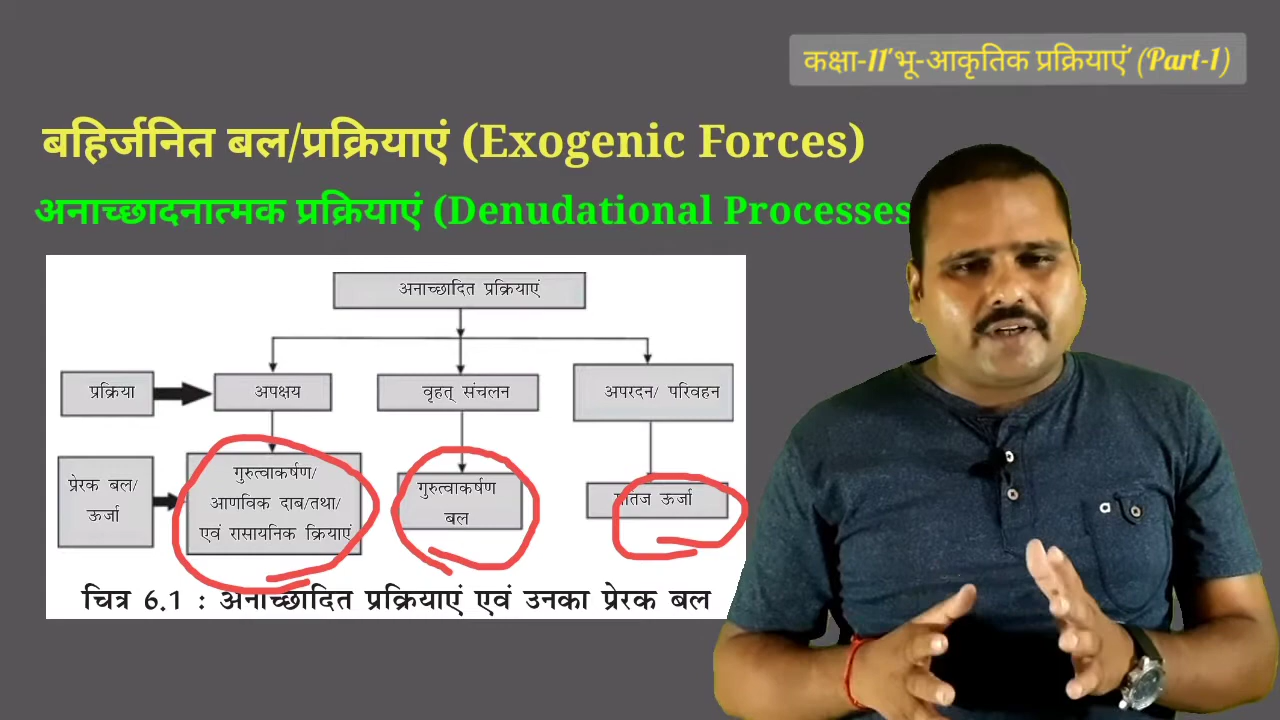 कक्षा-11'भू-आकृतिक प्रक्रियाएं' (Part-1)
बहिर्जनित बल/प्रक्रियाएं (Exogenic Forces)
अनाच्छादनात्मक प्रक्रियाएं (Denudational Processes
अनाच्छादित प्रक्रियाएं
प्रक्रिया
अपक्षय
वृहत् संचलन
अपरदन/ परिवहन
प्रेरक बल/
ऊर्जा
गुरुत्वाकर्षण/
आणविक दाब/तथा/
एवं रासायनिक क्रियाएं
गुरुत्वाकर्षण
बल
ऊर्जा
चित्र 6.1 : अनाच्छादित प्रक्रियाएं एवं उनका प्रेरक बल